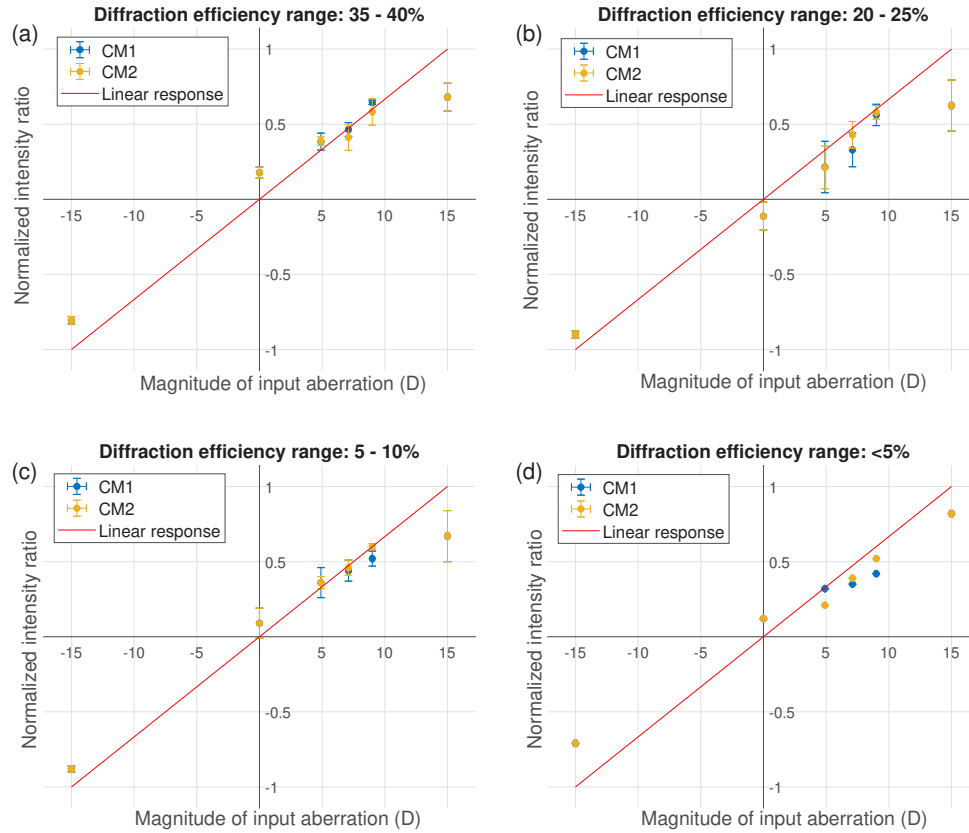 Diffraction efficiency range: 35 - 40%
(a)
CM1
CM2
Linear response
Normalized intensity ratio
1
0.5
-0.5
-1
-15 -10 -5 5 10 15
Magnitude of input aberration (D)
Diffraction efficiency range: 20 - 25%
(b)
CM1
CM2
Linear response
Normalized intensity ratio
1
0.5
-0.5
-1
-15 -10 -5 5 10 15
Magnitude of input aberration (D)
Diffraction efficiency range: 5 - 10%
(c)
CM1
CM2
Linear response
Normalized intensity ratio
1
0.5
-0.5
-1
-15 -10 -5 5 10 15
Magnitude of input aberration (D)
Diffraction efficiency range: <5%
(d)
CM1
CM2
Linear response
Normalized intensity ratio
1
0.5
-0.5
-1
-15 -10 -5 5 10 15
Magnitude of input aberration (D)